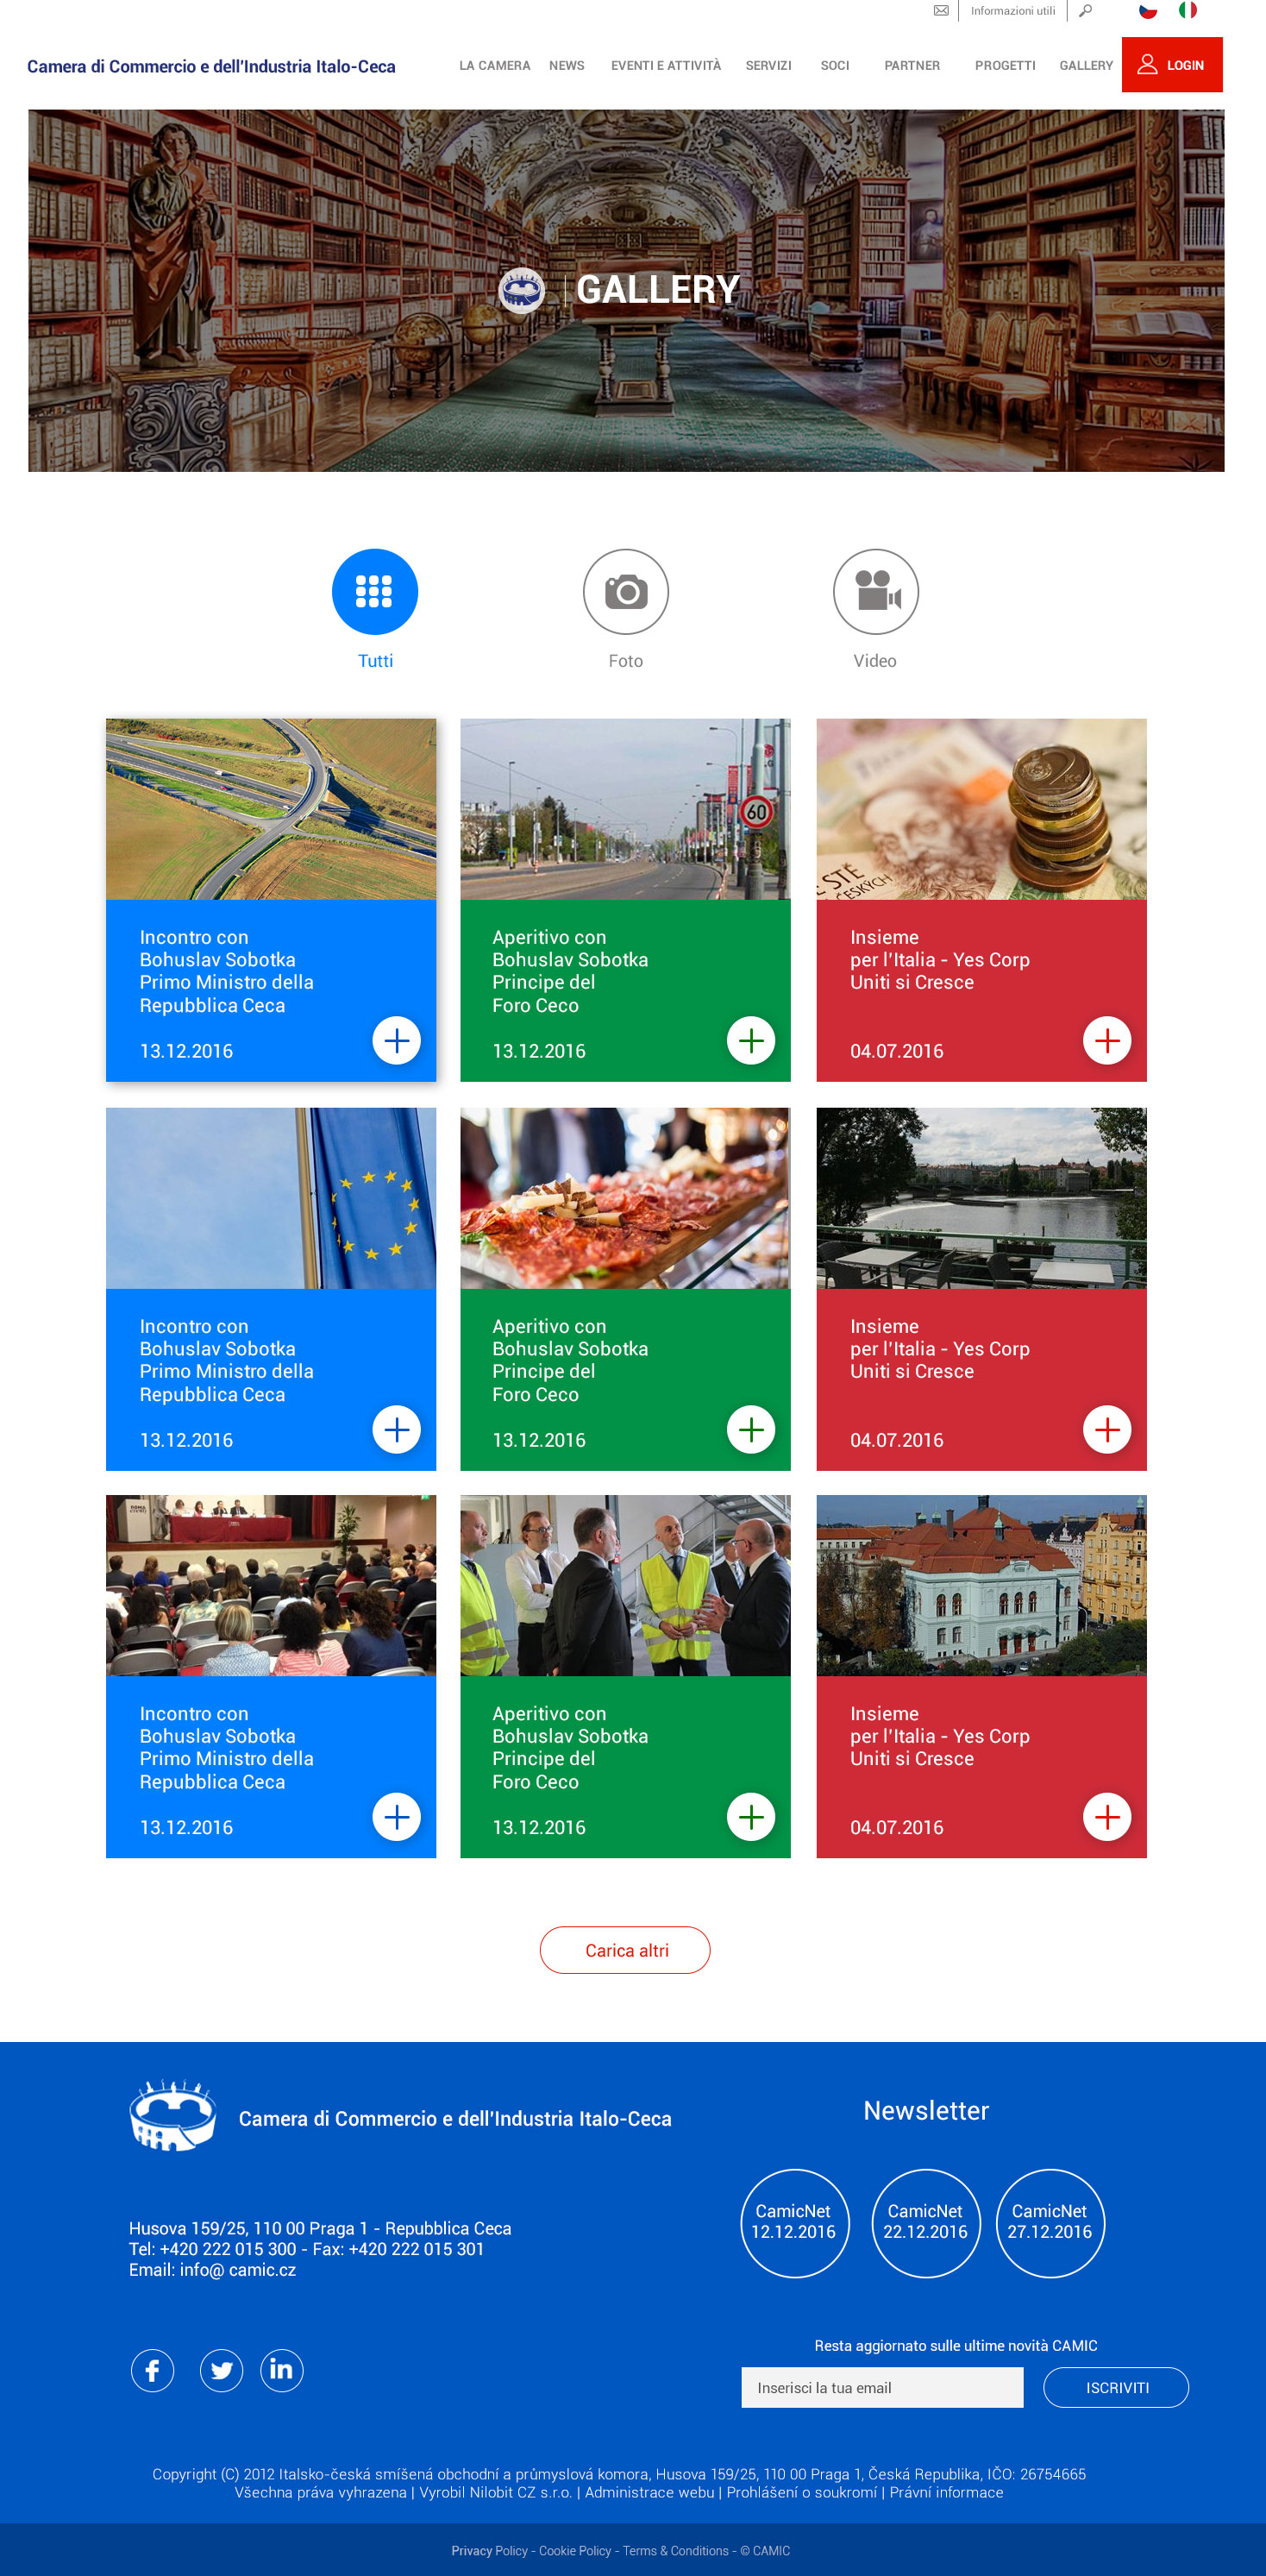 Informazioni utili
Camera di Commercio e dell'Industria Italo-Ceca
LA CAMERA NEWS EVENTI E ATTIVITÀ SERVIZI SOCI PARTNER PROGETTI GALLERY LOGIN
GALLERY
Tutti Foto Video
60
STE
ČESKÝCH
Incontro con
Bohuslav Sobotka
Primo Ministro della
Repubblica Ceca
13.12.2016
Aperitivo con
Bohuslav Sobotka
Principe del
Foro Ceco
13.12.2016
Insieme
per l'Italia - Yes Corp
Uniti si Cresce
04.07.2016
Incontro con
Bohuslav Sobotka
Primo Ministro della
Repubblica Ceca
13.12.2016
Aperitivo con
Bohuslav Sobotka
Principe del
Foro Ceco
13.12.2016
Insieme
per l'Italia - Yes Corp
Uniti si Cresce
04.07.2016
Incontro con
Bohuslav Sobotka
Primo Ministro della
Repubblica Ceca
13.12.2016
Aperitivo con
Bohuslav Sobotka
Principe del
Foro Ceco
13.12.2016
Insieme
per l'Italia - Yes Corp
Uniti si Cresce
04.07.2016
Carica altri
Camera di Commercio e dell'Industria Italo-Ceca
Husova 159/25, 110 00 Praga 1 - Repubblica Ceca
Tel: +420 222 015 300 - Fax: +420 222 015 301
Email: info@ camic.cz
Newsletter
CamicNet
12.12.2016
CamicNet
22.12.2016
CamicNet
27.12.2016
Resta aggiornato sulle ultime novità CAMIC
Inserisci la tua email
ISCRIVITI
Copyright (C) 2012 Italsko-česká smíšená obchodní a průmyslová komora, Husova 159/25, 110 00 Praga 1, Česká Republika, IČO: 26754665
Všechna práva vyhrazena | Vyrobil Nilobit CZ s.r.o. | Administrace webu | Prohlášení o soukromí | Právní informace
Privacy Policy - Cookie Policy - Terms & Conditions - © CAMIC